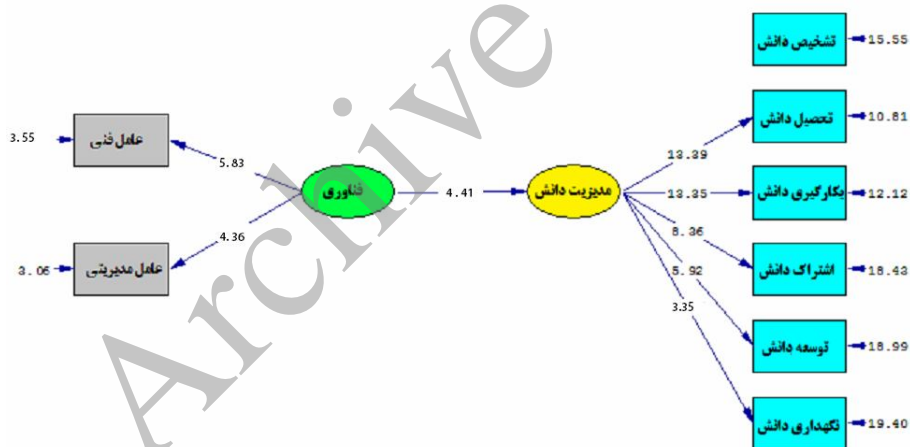 تشخیص دانش
15.55
تحصیل دانش
10.81
13.39
عامل فنی
3.55
5.83
فناوری
4.41
مدیریت دانش
13.35
بکارگیری دانش
12.12
4.36
8.36
اشتراک دانش
18.43
عامل مدیریتی
3.06
5.92
3.35
توسعه دانش
18.99
نگهداری دانش
19.40
Archive